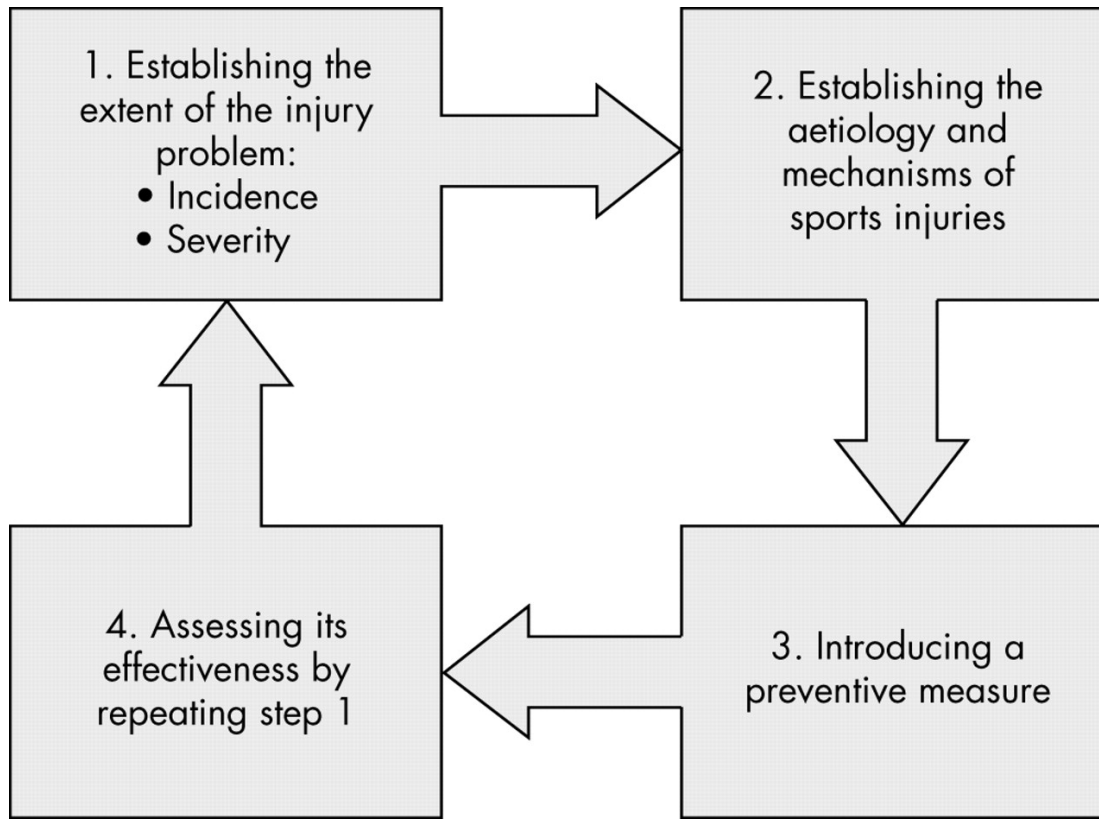 1. Establishing the
extent of the injury
problem:
• Incidence
• Severity
2. Establishing the
aetiology and
mechanisms of
sports injuries
3. Introducing a
preventive measure
4. Assessing its
effectiveness by
repeating step 1